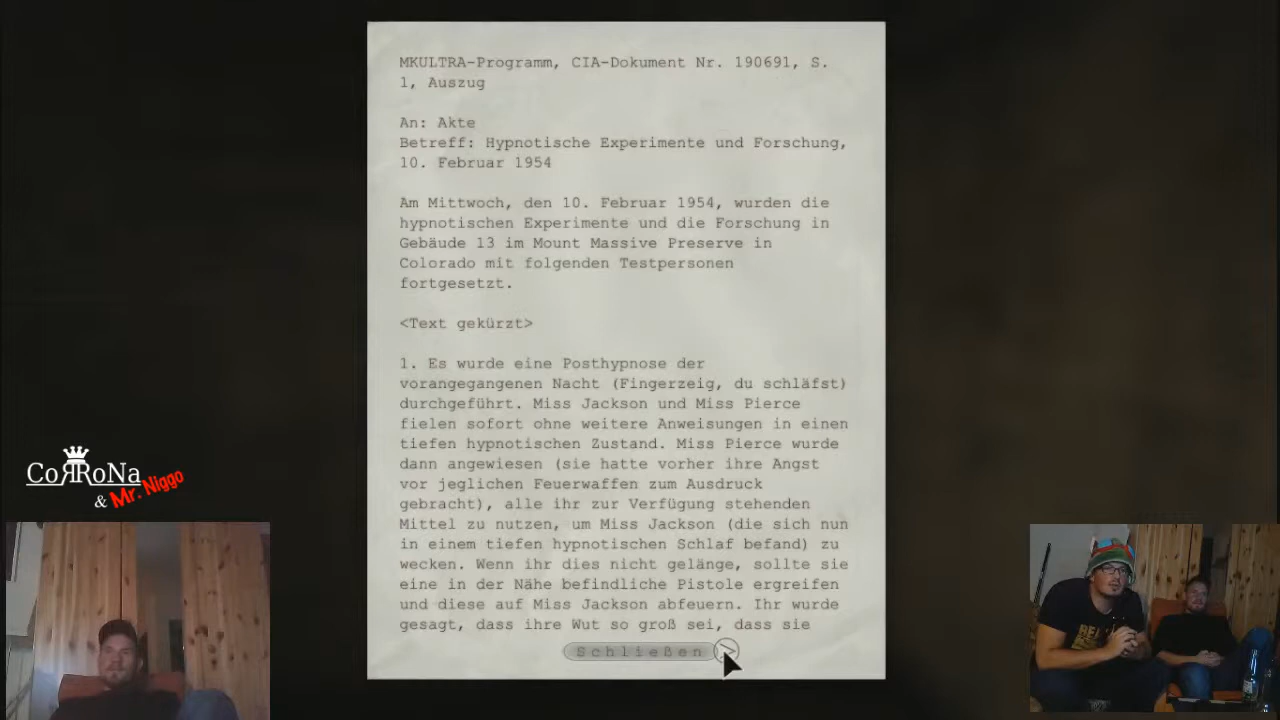 MKULTRA-Programm, CIA-Dokument Nr. 190691, S.
1, Auszug
An: Akte
Betreff: Hypnotische Experimente und Forschung,
10. Februar 1954
Am Mittwoch, den 10. Februar 1954, wurden die
hypnotischen Experimente und die Forschung in
Gebäude 13 im Mount Massive Preserve in
Colorado mit folgenden Testpersonen
fortgesetzt.
<Text gekürzt>
1. Es wurde eine Posthypnose der
vorangegangenen Nacht (Fingerzeig, du schläfst)
durchgeführt. Miss Jackson und Miss Pierce
fielen sofort ohne weitere Anweisungen in einen
tiefen hypnotischen Zustand. Miss Pierce wurde
dann angewiesen (sie hatte vorher ihre Angst
vor jeglichen Feuerwaffen zum Ausdruck
gebracht), alle ihr zur Verfügung stehenden
Mittel zu nutzen, um Miss Jackson (die sich nun
in einem tiefen hypnotischen Schlaf befand) zu
wecken. Wenn ihr dies nicht gelänge, sollte sie
eine in der Nähe befindliche Pistole ergreifen
und diese auf Miss Jackson abfeuern. Ihr wurde
gesagt, dass ihre Wut so groß sei, dass sie
Schließen
CoRRoNa
& Mr. Niggo